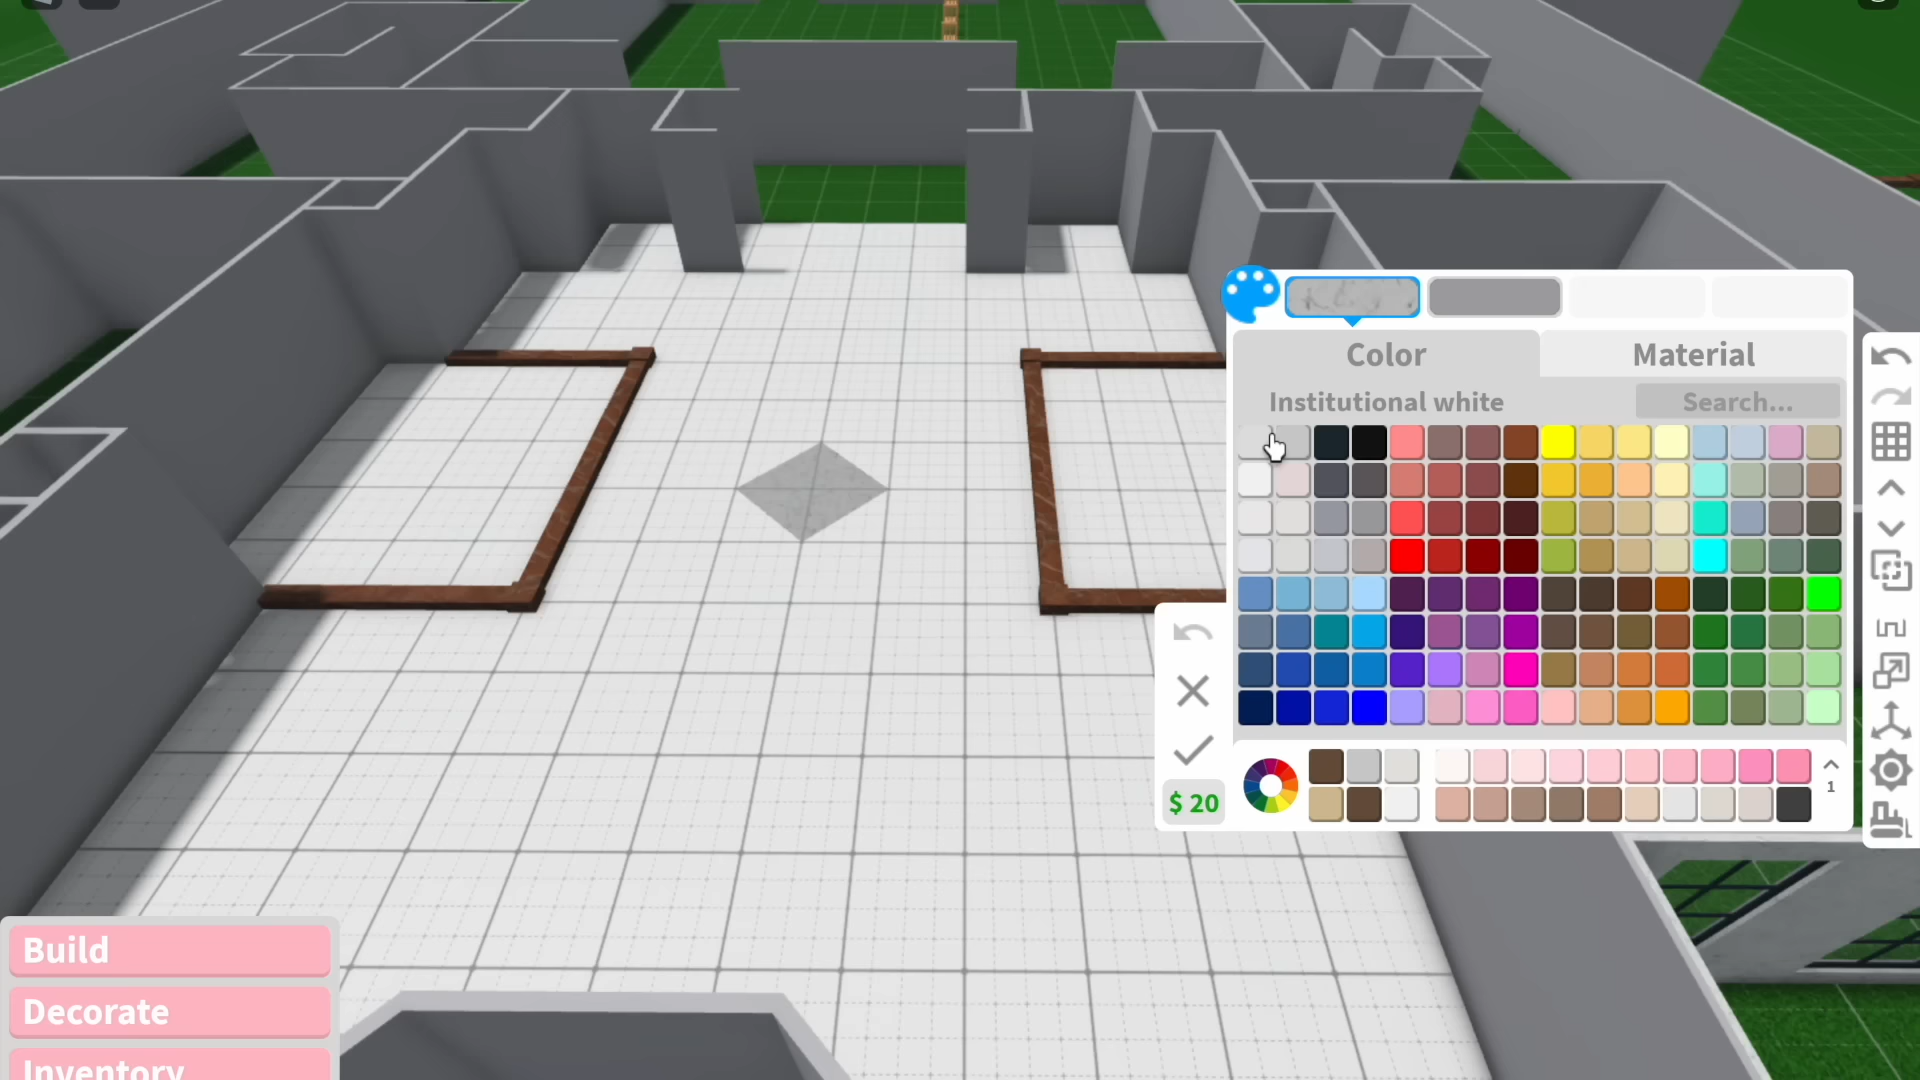 Color
Material
Institutional white
Search...
$ 20
1
Build
Decorate
Inventory